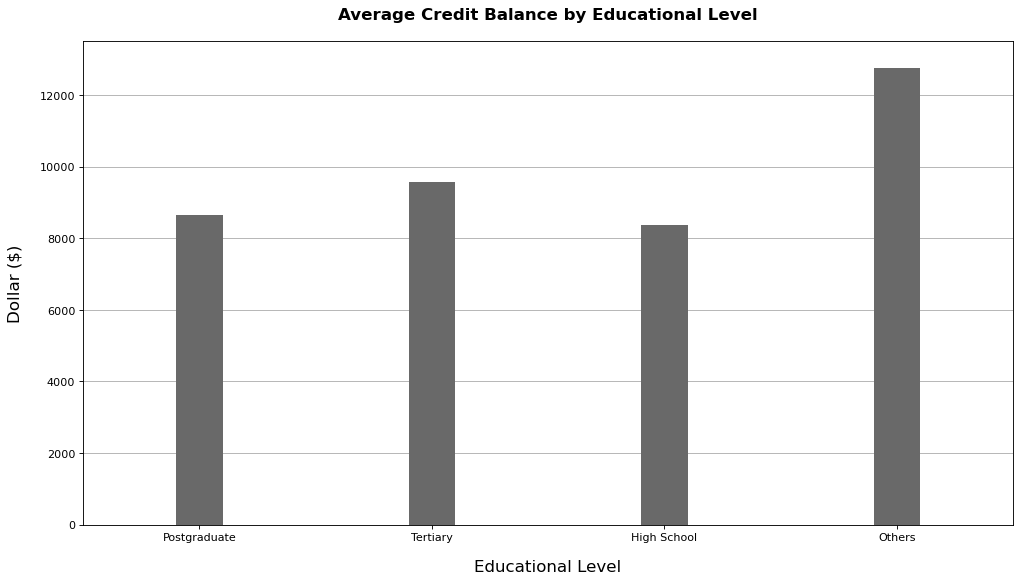 Average Credit Balance by Educational Level
12000
10000
8000
6000
4000
2000
0
Dollar ($)
Postgraduate
Tertiary
High School
Others
Educational Level